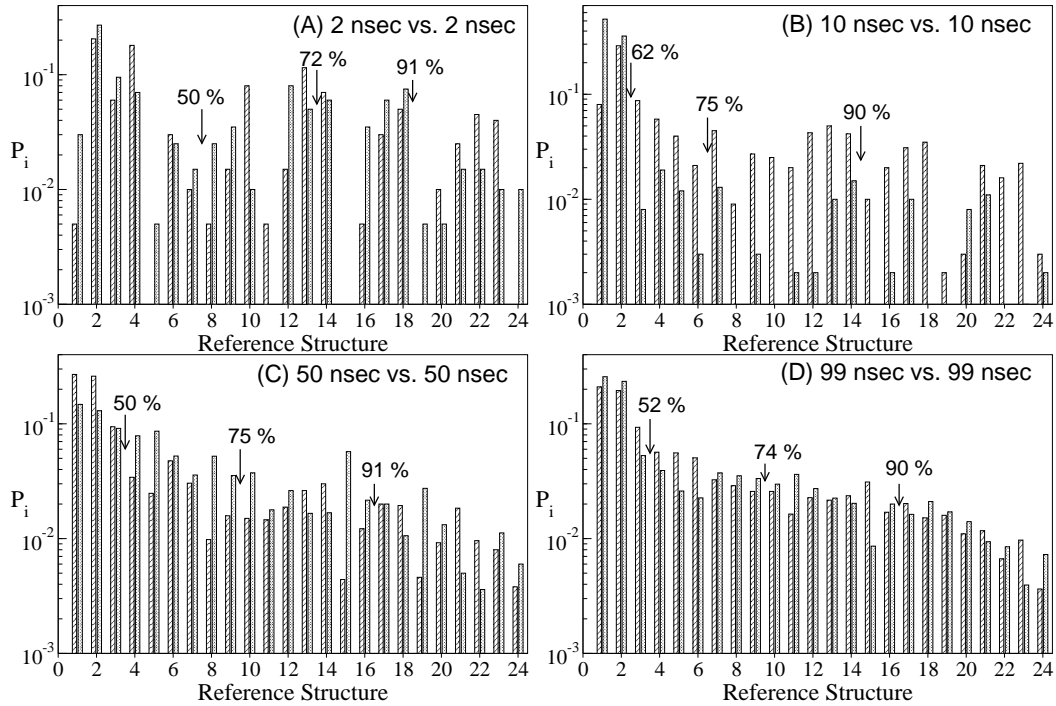 (A) 2 nsec vs. 2 nsec
50 %
72 %
91 %
10-1
10-2
10-3
Pi
0 2 4 6 8 10 12 14 16 18 20 22 24
Reference Structure
(B) 10 nsec vs. 10 nsec
62 %
75 %
90 %
10-1
10-2
10-3
Pi
0 2 4 6 8 10 12 14 16 18 20 22 24
Reference Structure
(C) 50 nsec vs. 50 nsec
50 %
75 %
91 %
10-1
10-2
10-3
Pi
0 2 4 6 8 10 12 14 16 18 20 22 24
Reference Structure
(D) 99 nsec vs. 99 nsec
52 %
74 %
90 %
10-1
10-2
10-3
Pi
0 2 4 6 8 10 12 14 16 18 20 22 24
Reference Structure